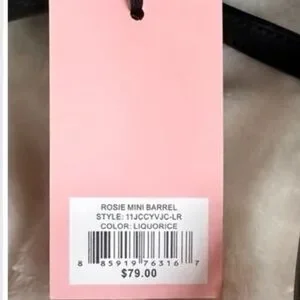 ROSIE MINI BARREL
STYLE: 11JCCYVJC-LR
COLOR: LIQUORICE
8 85919 76316 7
$79.00